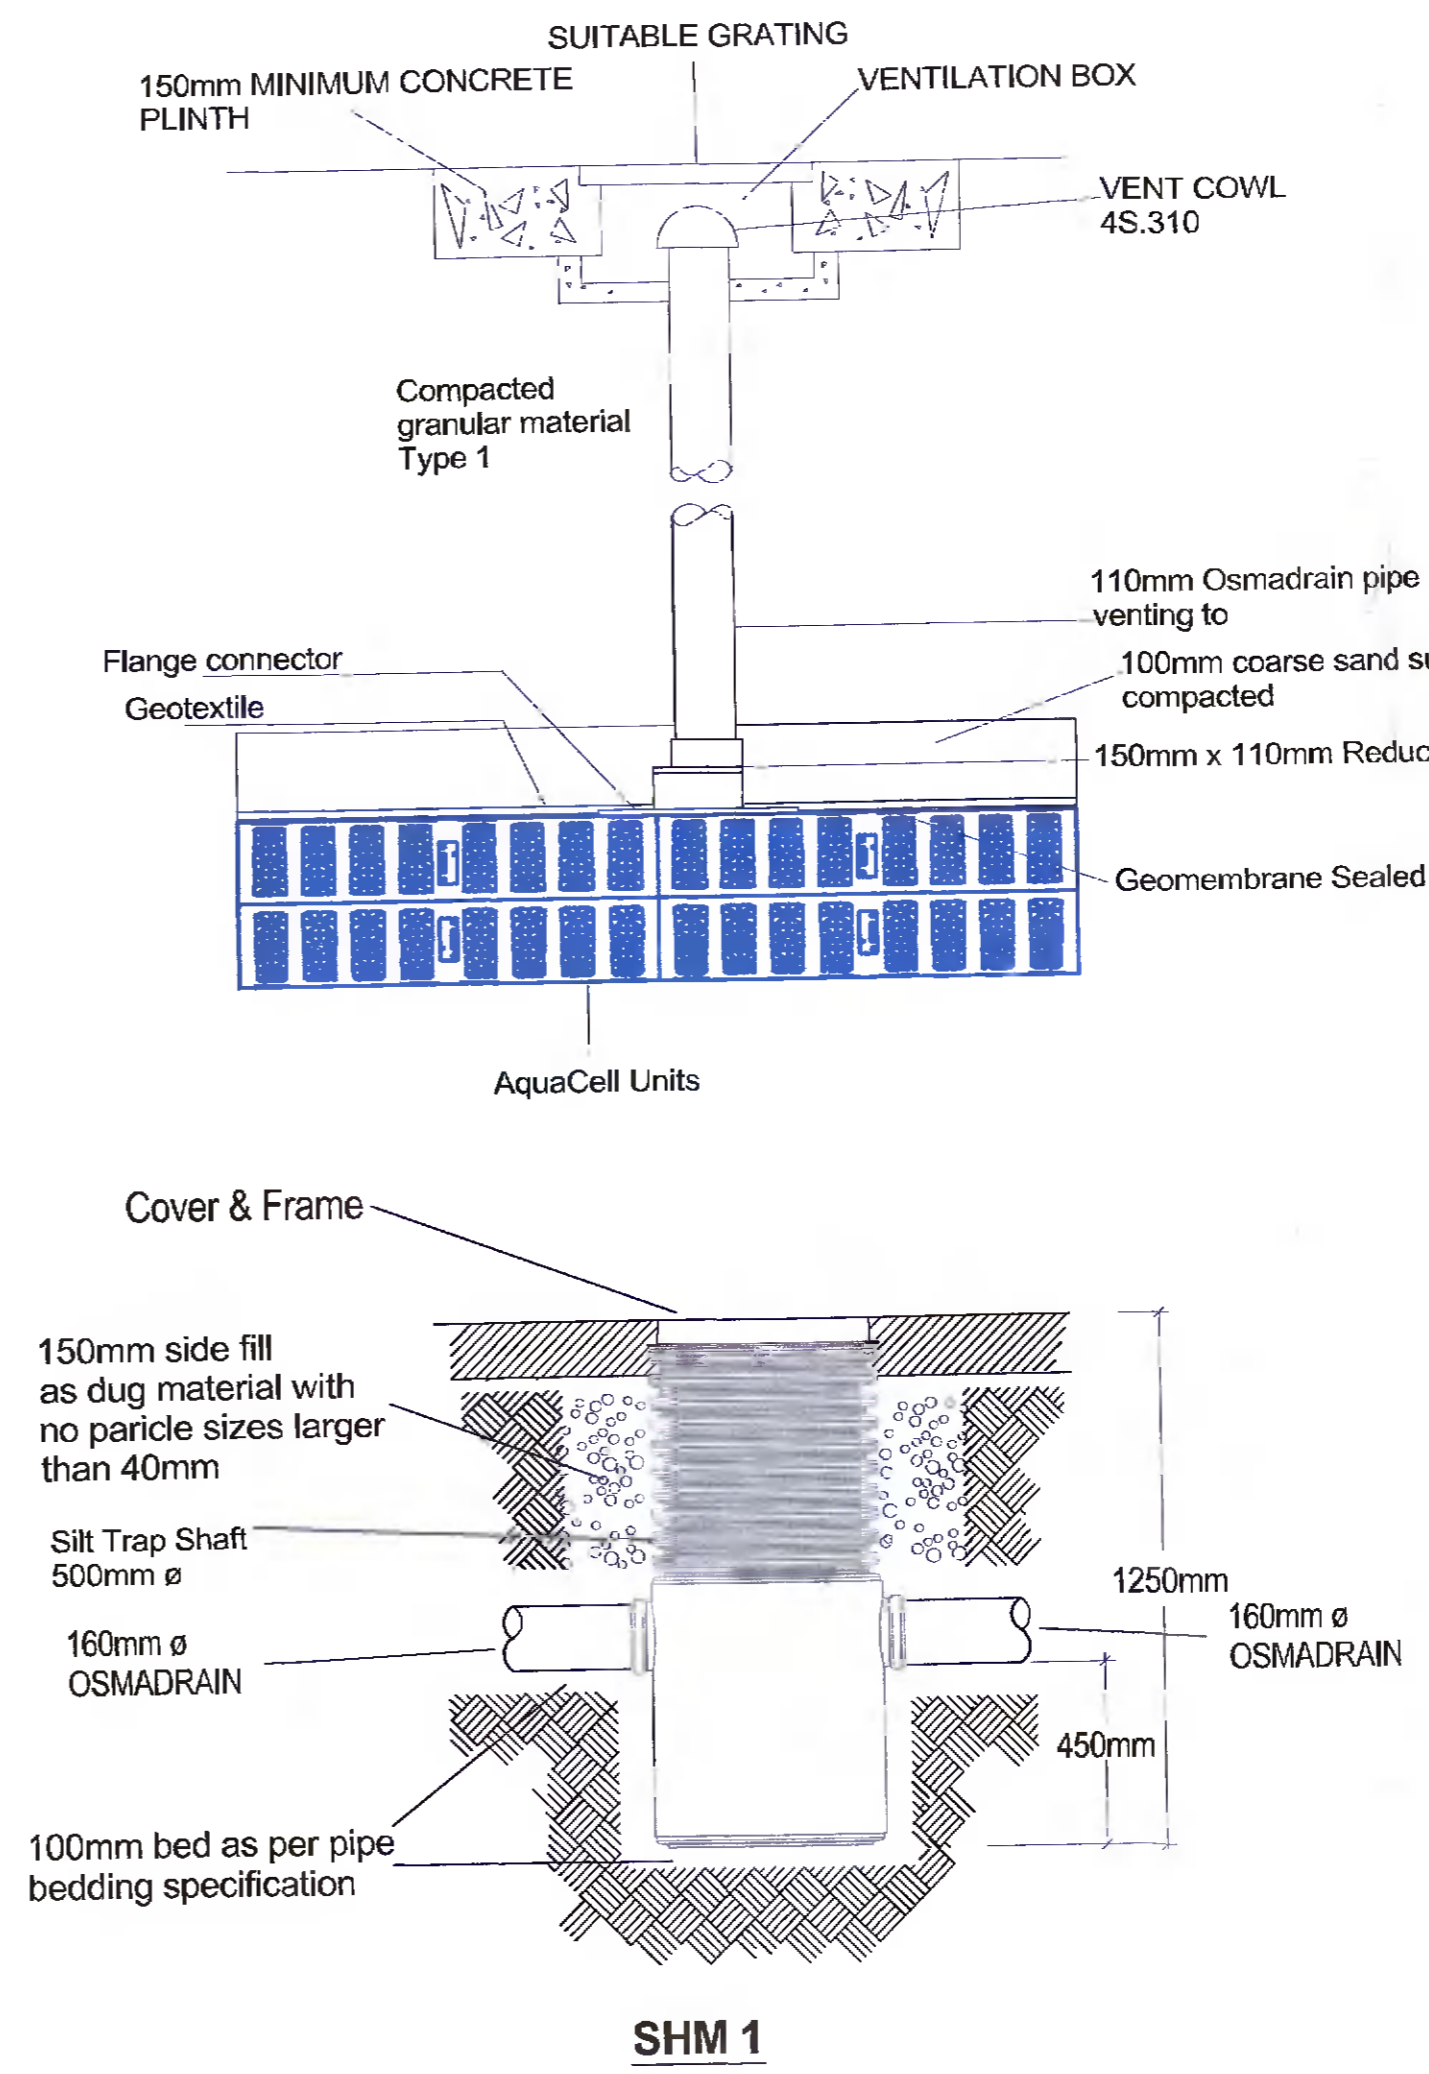 SUITABLE GRATING
150mm MINIMUM CONCRETE
PLINTH
VENTILATION BOX
VENT COWL
4S.310
Compacted
granular material
Type 1
110mm Osmadrain pipe
venting to
Flange connector
100mm coarse sand
compacted
Geotextile
150mm x 110mm
Geomembrane Sealed
AquaCell Units
Cover & Frame
150mm side fill
as dug material with
no paricle sizes larger
than 40mm
Silt Trap Shaft
500mm ø
1250mm
160mm ø
OSMADRAIN
160mm ø
OSMADRAIN
450mm
100mm bed as per pipe
bedding specification
SHM 1